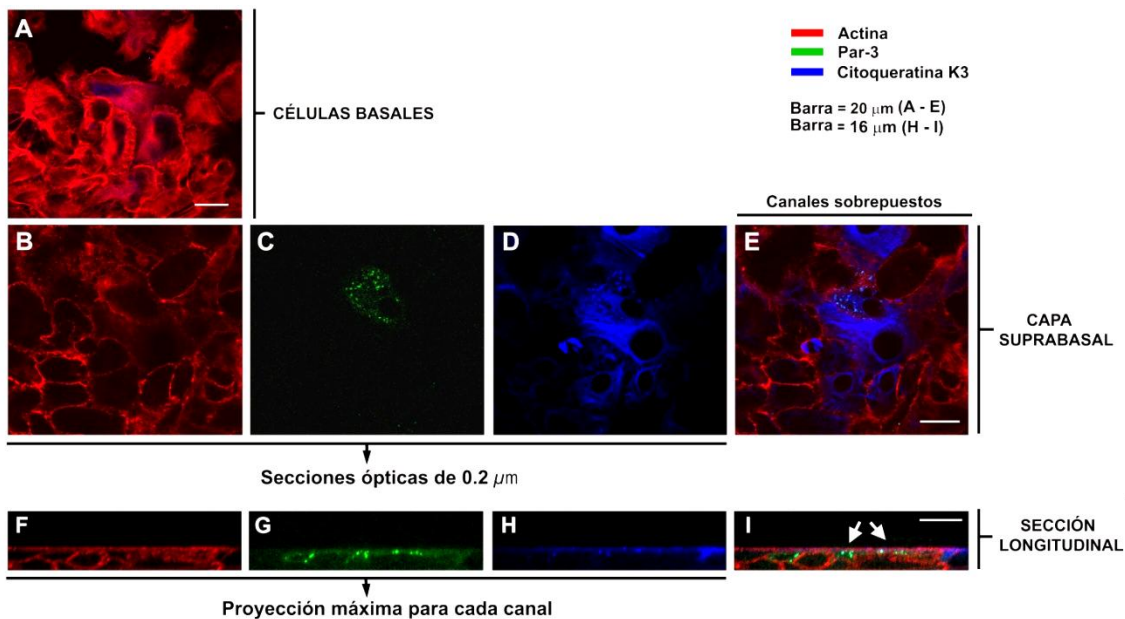 A
CÉLULAS BASALES
Actina
Par-3
Citoqueratina K3
Barra = 20 μm (A - E)
Barra = 16 μm (H - I)
Canales sobrepuestos
B
C
D
E
CAPA
SUPRABASAL
Secciones ópticas de 0.2 μm
F
G
H
I
SECCIÓN
LONGITUDINAL
Proyección máxima para cada canal